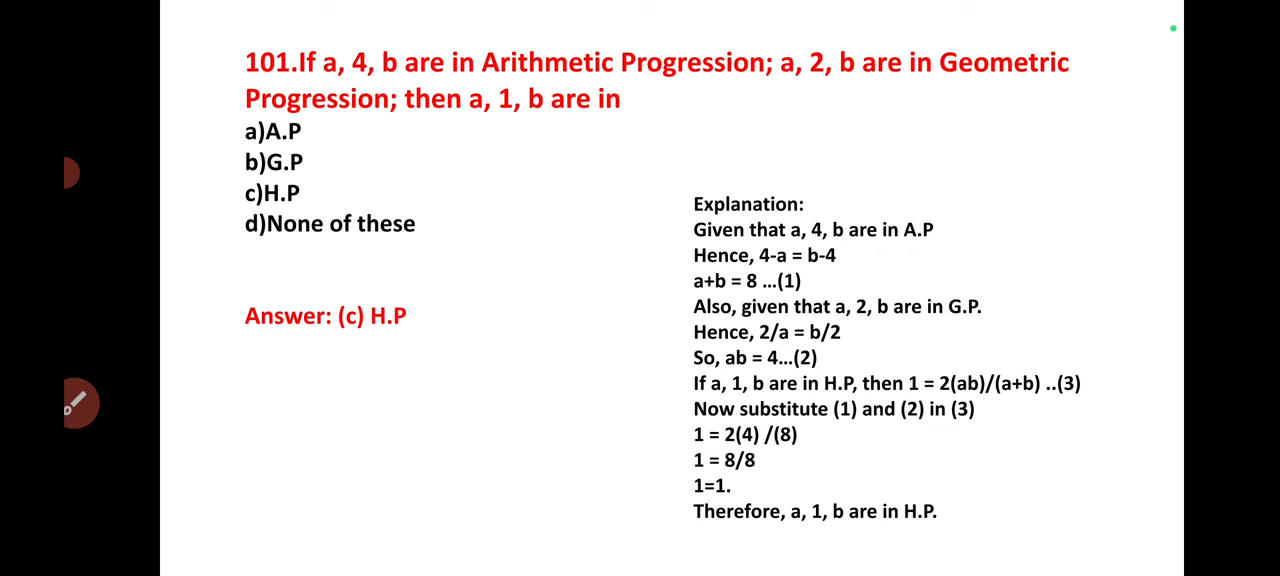 101.If a, 4, b are in Arithmetic Progression; a, 2, b are in Geometric
Progression; then a, 1, b are in
a)A.P
b)G.P
c)H.P
d)None of these
Answer: (c) H.P
Explanation:
Given that a, 4, b are in A.P
Hence, 4-a = b-4
a+b = 8 ...(1)
Also, given that a, 2, b are in G.P.
Hence, 2/a = b/2
So, ab = 4...(2)
If a, 1, b are in H.P, then 1 = 2(ab)/(a+b) ..(3)
Now substitute (1) and (2) in (3)
1 = 2(4) /(8)
1 = 8/8
1=1.
Therefore, a, 1, b are in H.P.